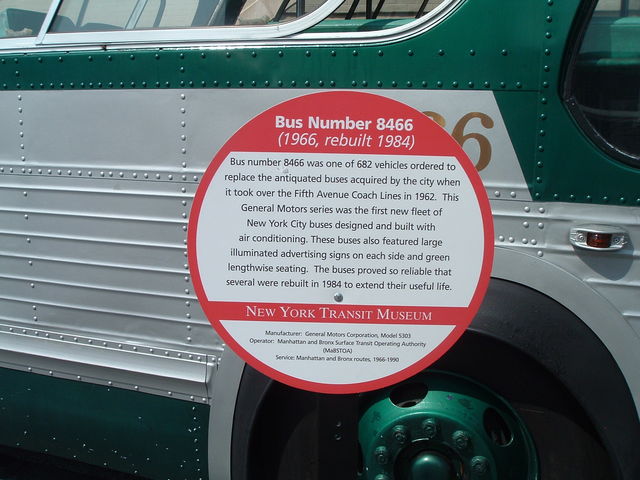 Bus Number 8466
(1966, rebuilt 1984)
Bus number 8466 was one of 682 vehicles ordered to
replace the antiquated buses acquired by the city when
it took over the Fifth Avenue Coach Lines in 1962. This
General Motors series was the first new fleet of
New York City buses designed and built with
air conditioning. These buses also featured large
illuminated advertising signs on each side and green
lengthwise seating. The buses proved so reliable that
several were rebuilt in 1984 to extend their useful life.
NEW YORK TRANSIT MUSEUM
Manufacturer: General Motors Corporation, Model 5303
Operator: Manhattan and Bronx Surface Transit Operating Authority
(MaBSTOA)
Service: Manhattan and Bronx routes, 1966-1990
6